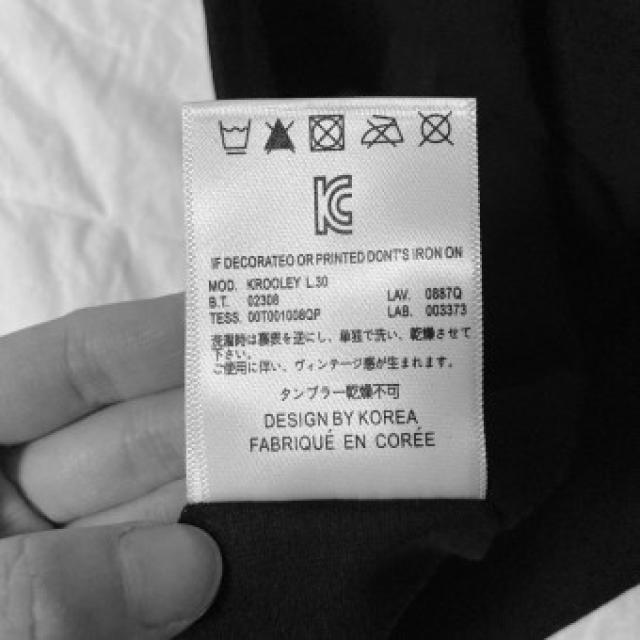 KC
IF DECORATED OR PRINTED DONT'S IRON ON
MOD. KROOLEY L.30
B.T. 02308 LAV. 0887Q
TESS. 00T001008QP LAB. 003373
洗濯時は裏表を逆にし、単独で洗い、乾燥させて
下さい。
ご使用に伴い、ヴィンテージ感が生まれます。
タンブラー乾燥不可
DESIGN BY KOREA
FABRIQUÉ EN CORÉE